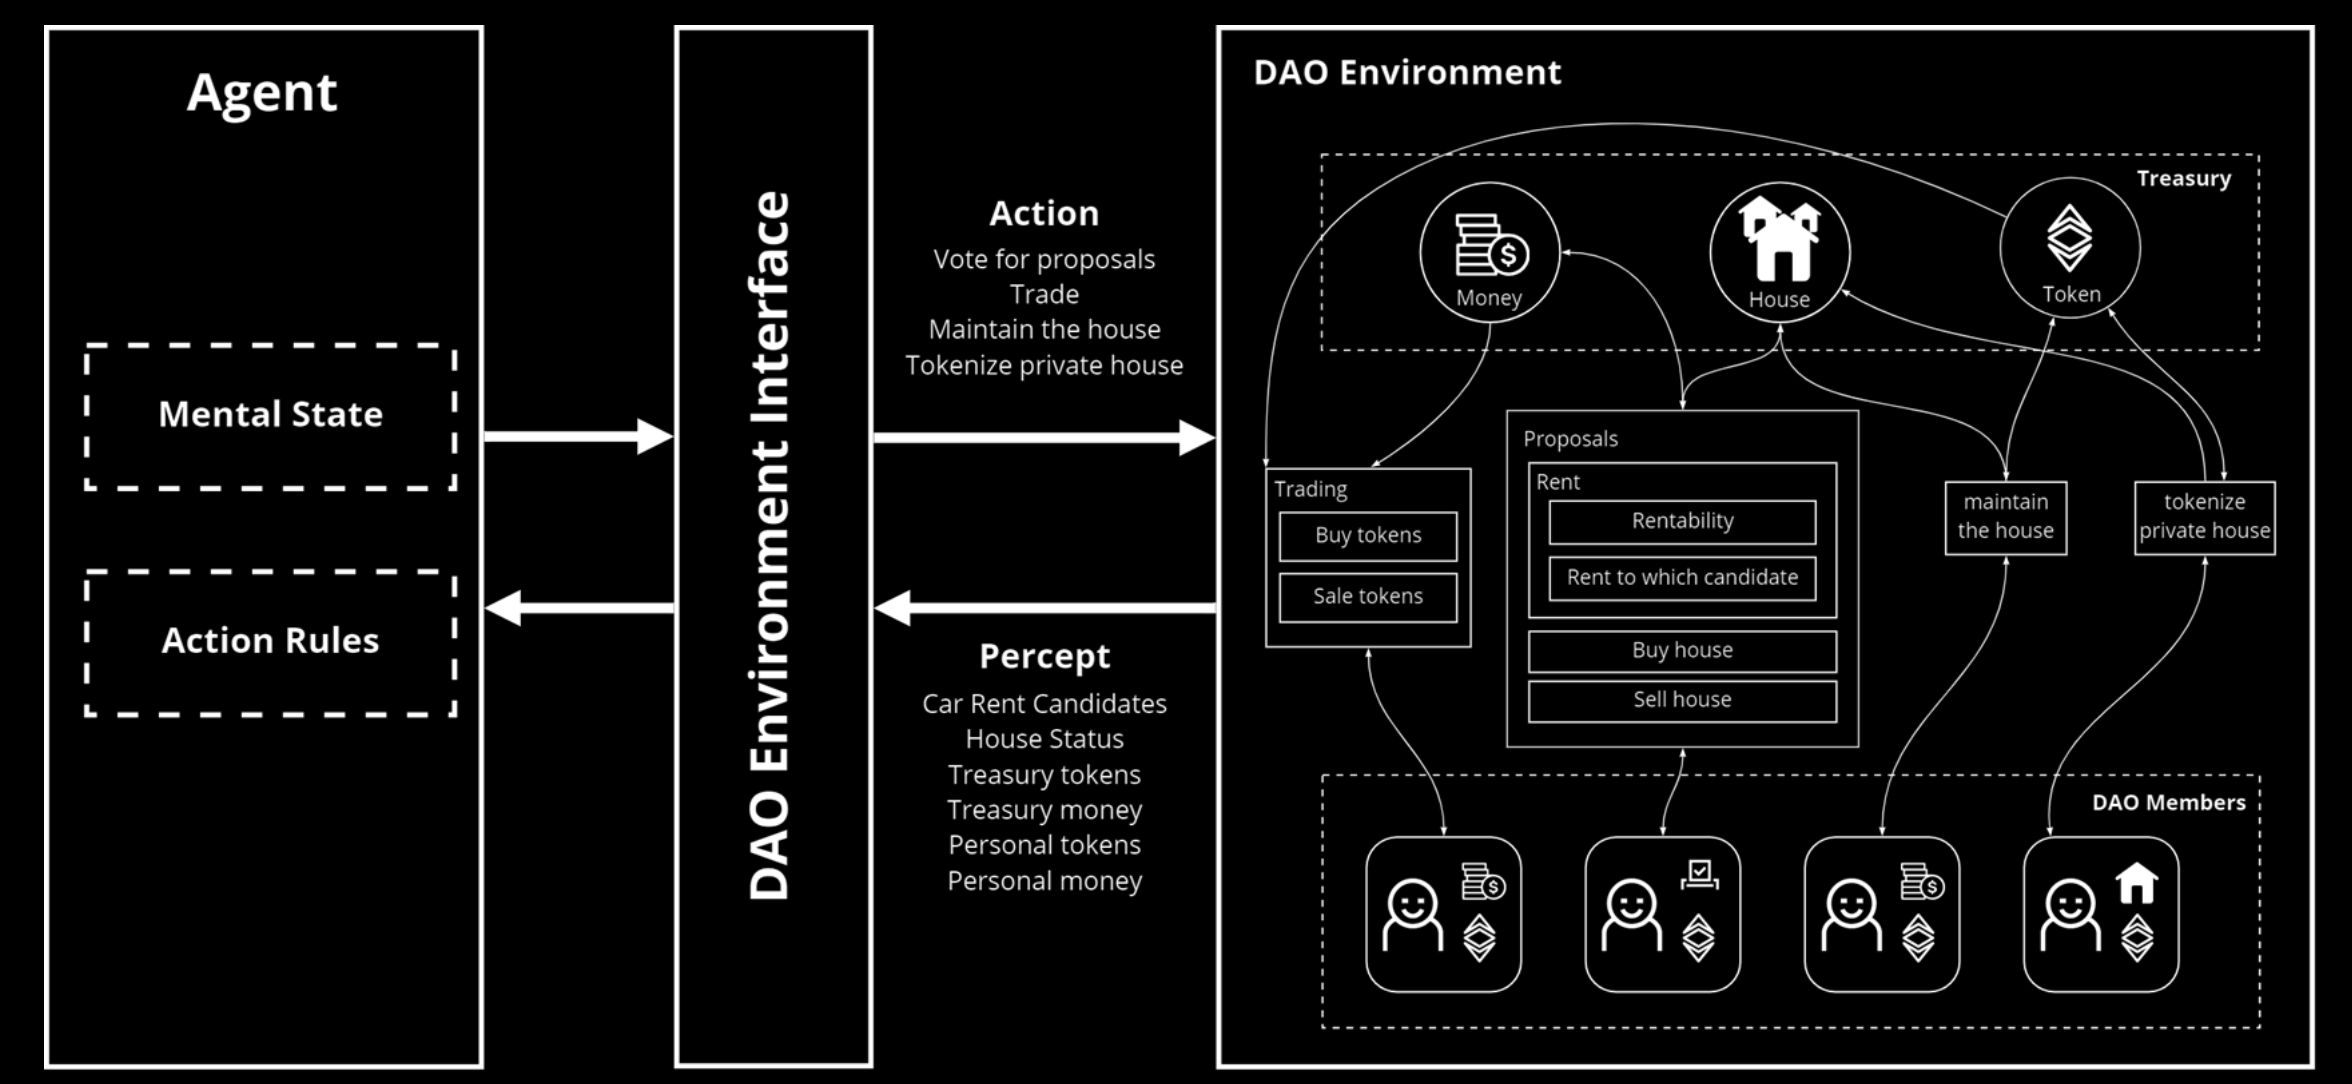 Agent
Mental State
Action Rules
DAO Environment Interface
Action
Vote for proposals
Trade
Maintain the house
Tokenize private house
Percept
Car Rent Candidates
House Status
Treasury tokens
Treasury money
Personal tokens
Personal money
DAO Environment
Treasury
Money
House
Token
Trading
Buy tokens
Sale tokens
Proposals
Rent
Rentability
Rent to which candidate
Buy house
Sell house
maintain
the house
tokenize
private house
DAO Members